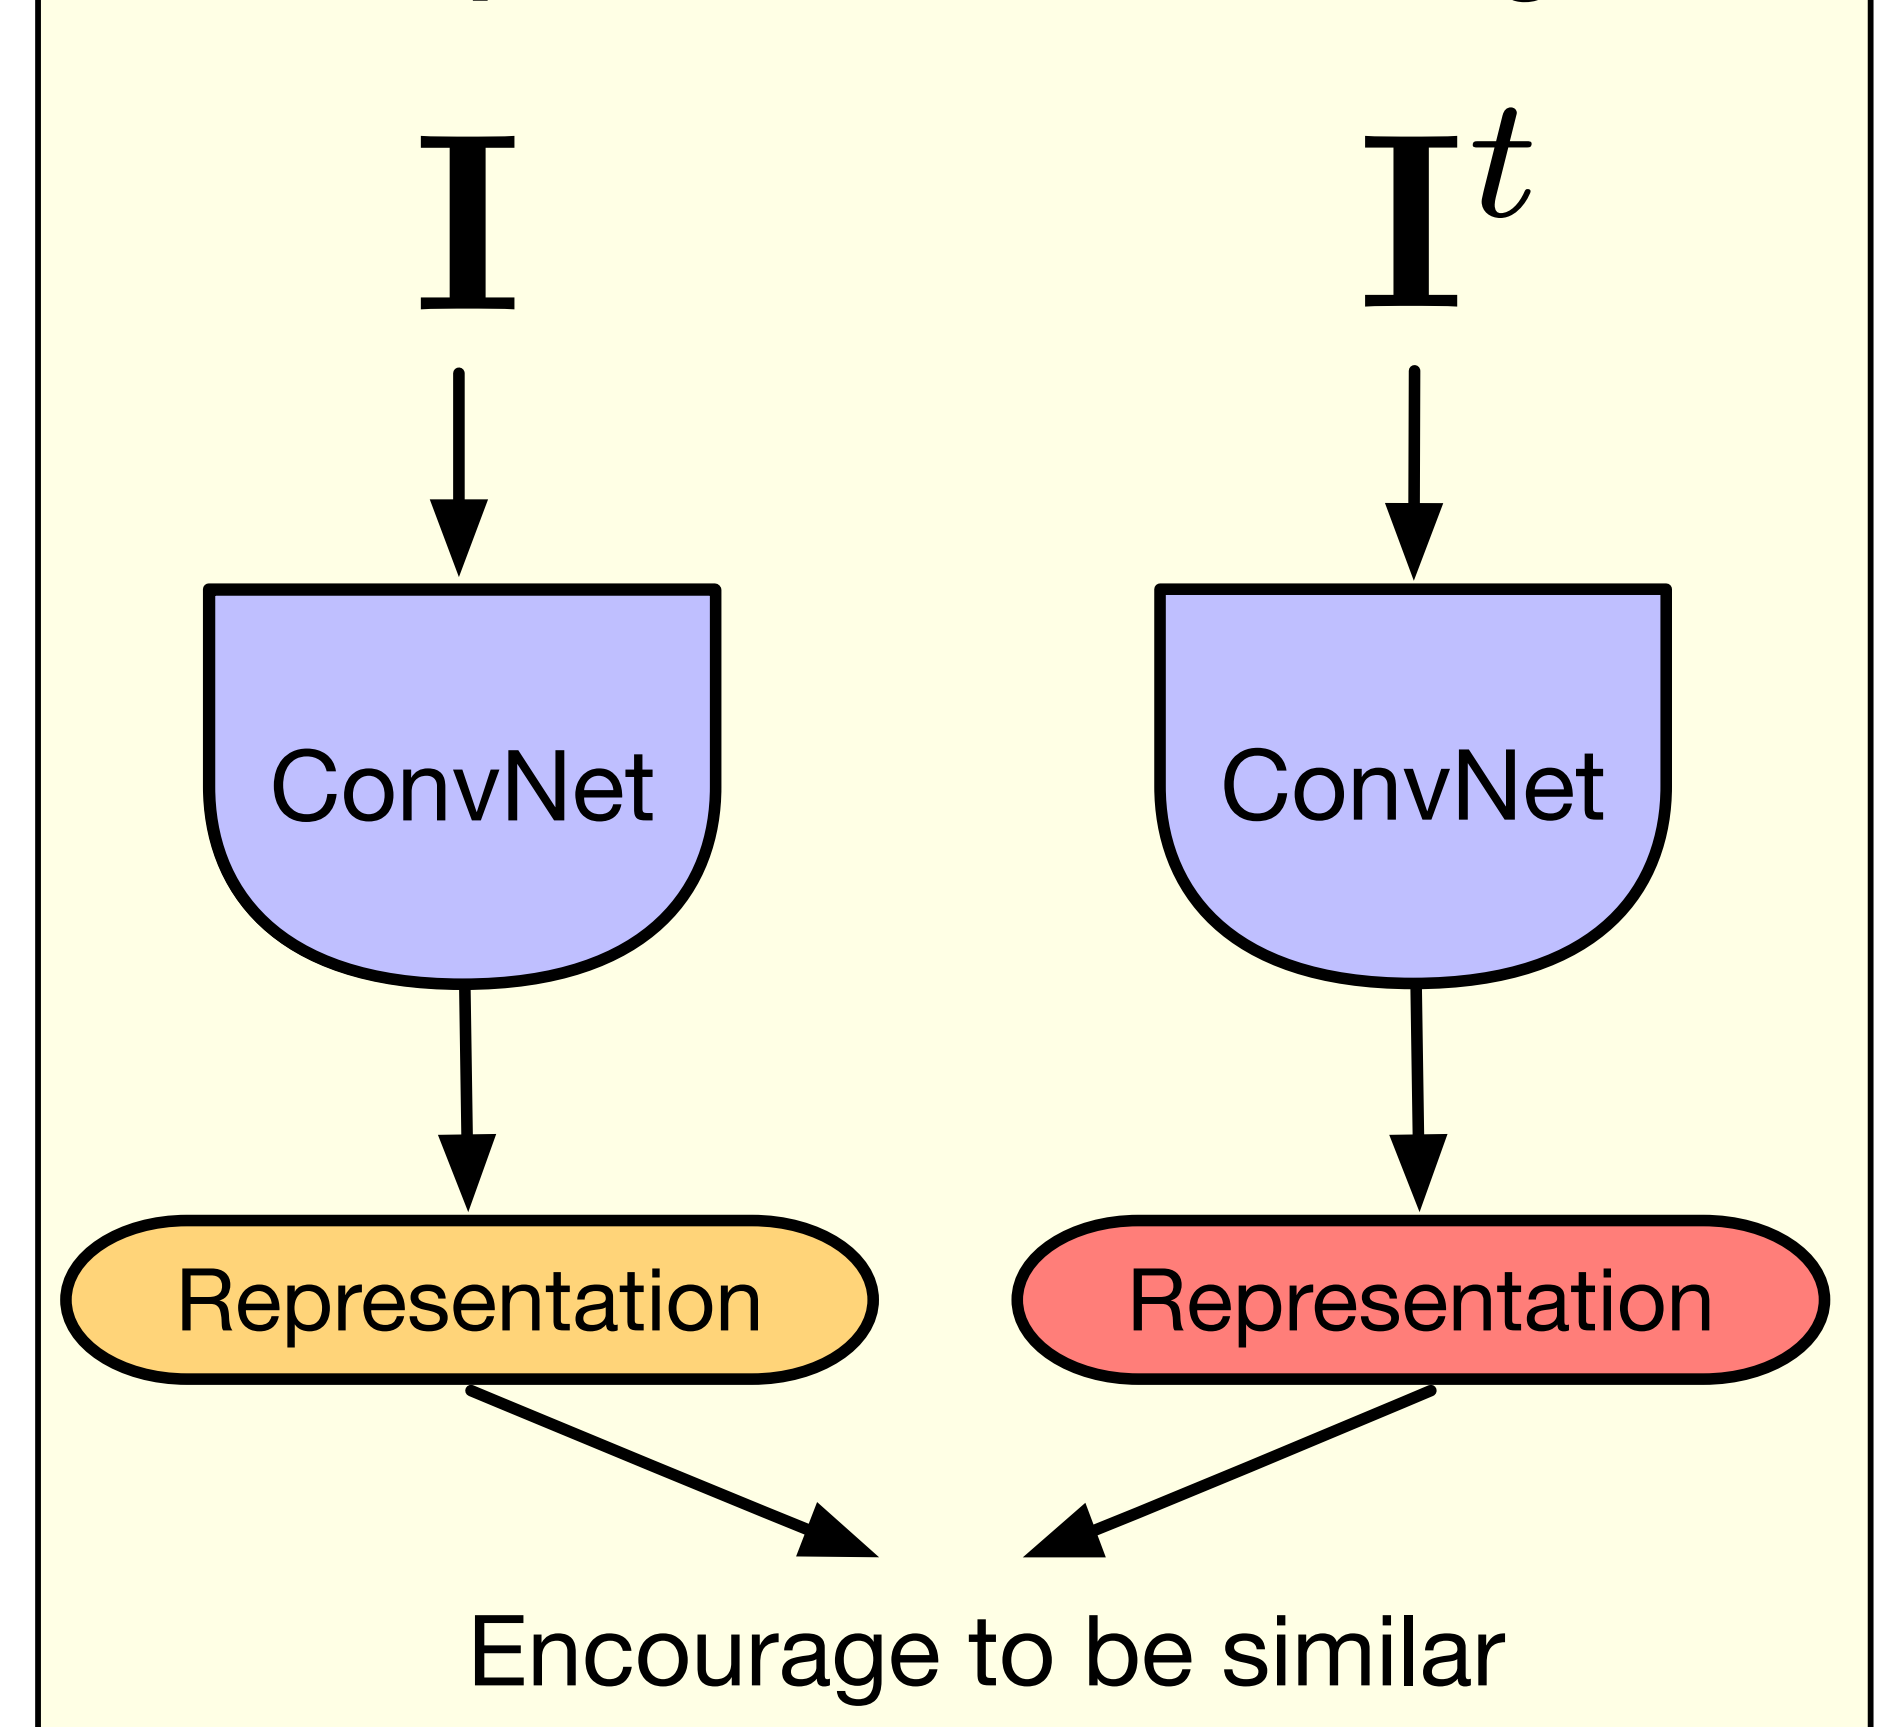 I I^t
ConvNet ConvNet
Representation Representation
Encourage to be similar